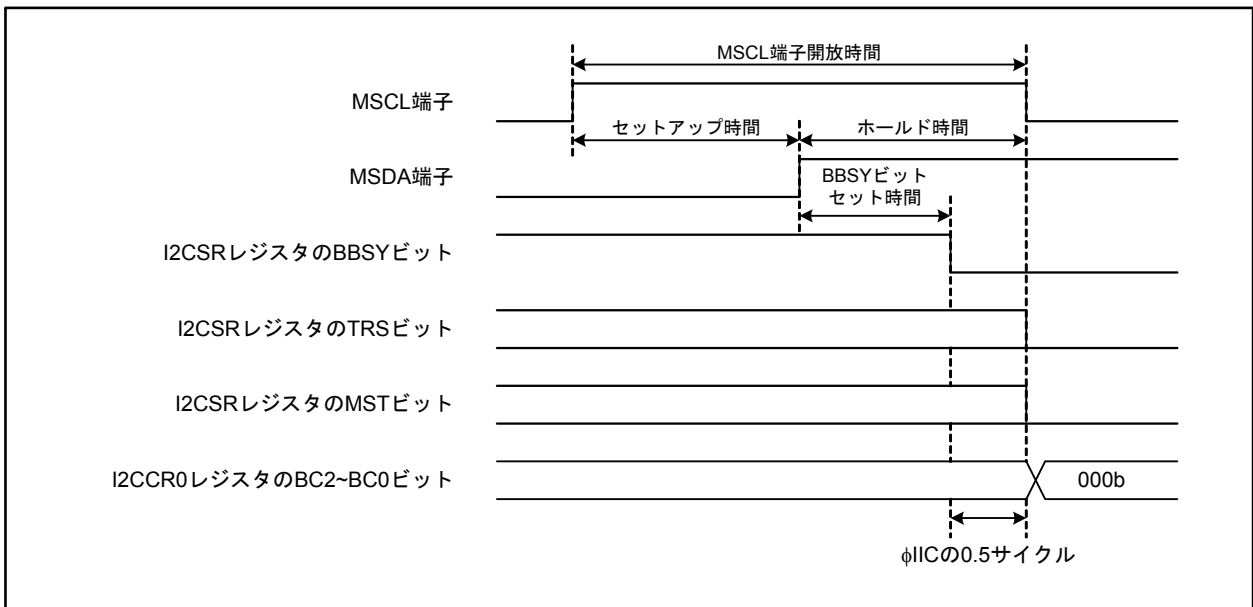 MSCL端子開放時間
MSCL端子
セットアップ時間
ホールド時間
MSDA端子
BBSYビット
セット時間
I2CSRレジスタのBBSYビット
I2CSRレジスタのTRSビット
I2CSRレジスタのMSTビット
I2CCR0レジスタのBC2~BC0ビット
000b
φIICの0.5サイクル